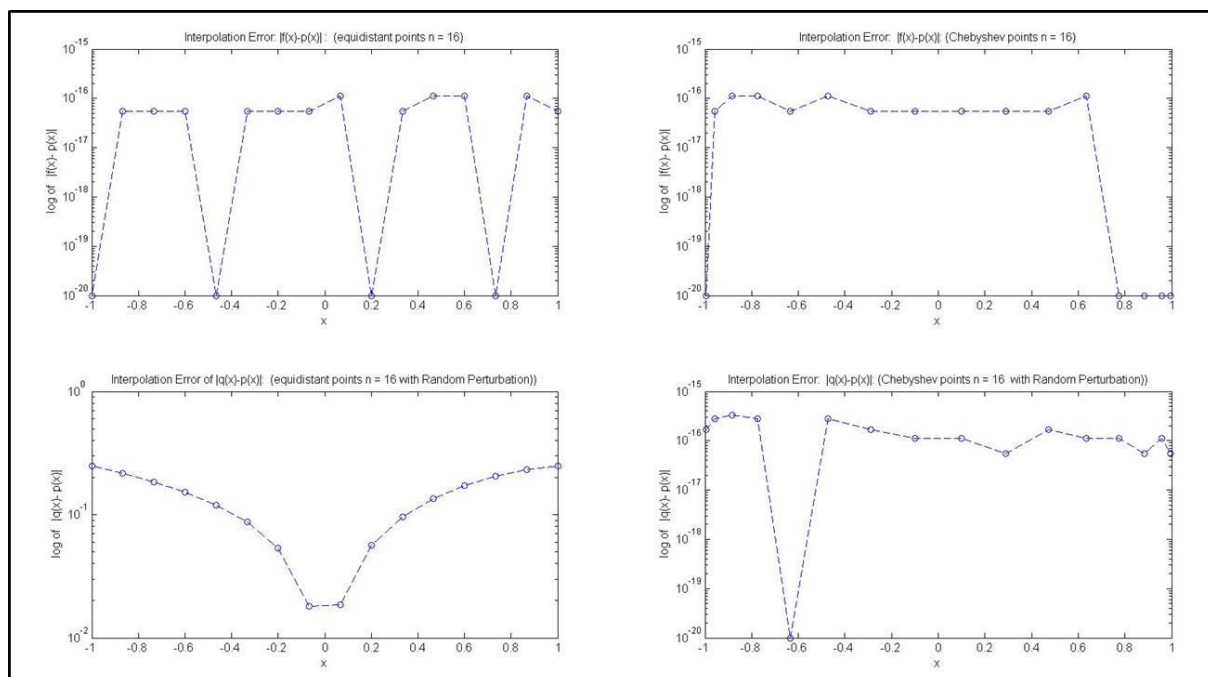 Interpolation Error: |f(x)-p(x)| : (equidistant points n = 16)
10^-15
10^-16
10^-17
10^-18
10^-19
10^-20
log of |f(x)- p(x)|
-1 -0.8 -0.6 -0.4 -0.2 0 0.2 0.4 0.6 0.8 1
x
Interpolation Error: |f(x)-p(x)|: (Chebyshev points n = 16)
10^-15
10^-16
10^-17
10^-18
10^-19
10^-20
log of |f(x)- p(x)|
-1 -0.8 -0.6 -0.4 -0.2 0 0.2 0.4 0.6 0.8 1
x
Interpolation Error of |q(x)-p(x)|: (equidistant points n = 16 with Random Perturbation))
10^0
10^-1
10^-2
log of |q(x)- p(x)|
-1 -0.8 -0.6 -0.4 -0.2 0 0.2 0.4 0.6 0.8 1
x
Interpolation Error: |q(x)-p(x)|: (Chebyshev points n = 16 with Random Perturbation))
10^-15
10^-16
10^-17
10^-18
10^-19
10^-20
log of |q(x)- p(x)|
-1 -0.8 -0.6 -0.4 -0.2 0 0.2 0.4 0.6 0.8 1
x